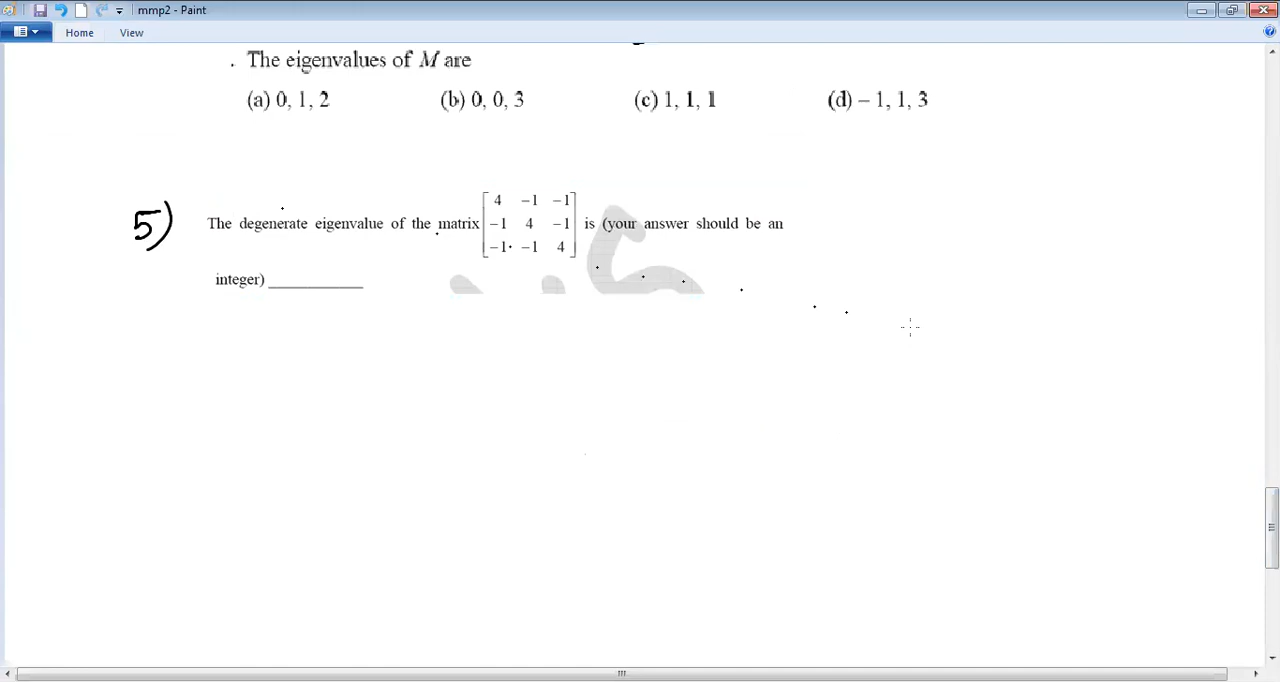 mmp2 - Paint
Home View
. The eigenvalues of M are
(a) 0, 1, 2 (b) 0, 0, 3 (c) 1, 1, 1 (d) – 1, 1, 3
4 −1 −1
5) The degenerate eigenvalue of the matrix −1 4 −1 is (your answer should be an
−1 −1 4
integer) ____________